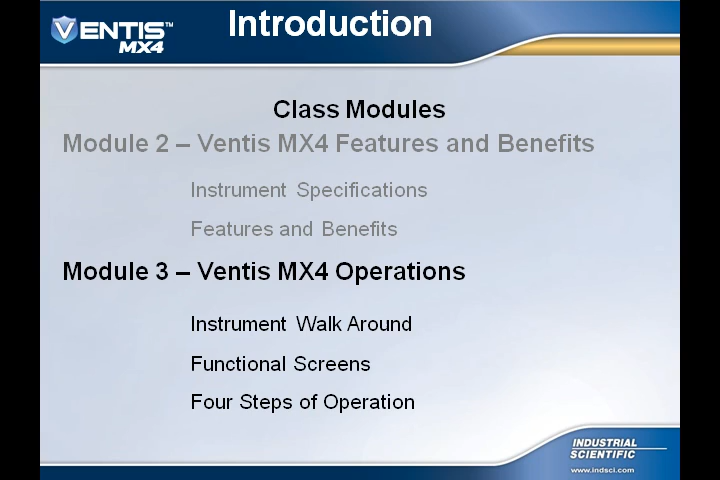 VENTIS™
MX4
Introduction
Class Modules
Module 2 – Ventis MX4 Features and Benefits
Instrument Specifications
Features and Benefits
Module 3 – Ventis MX4 Operations
Instrument Walk Around
Functional Screens
Four Steps of Operation
INDUSTRIAL
SCIENTIFIC
www.indsci.com